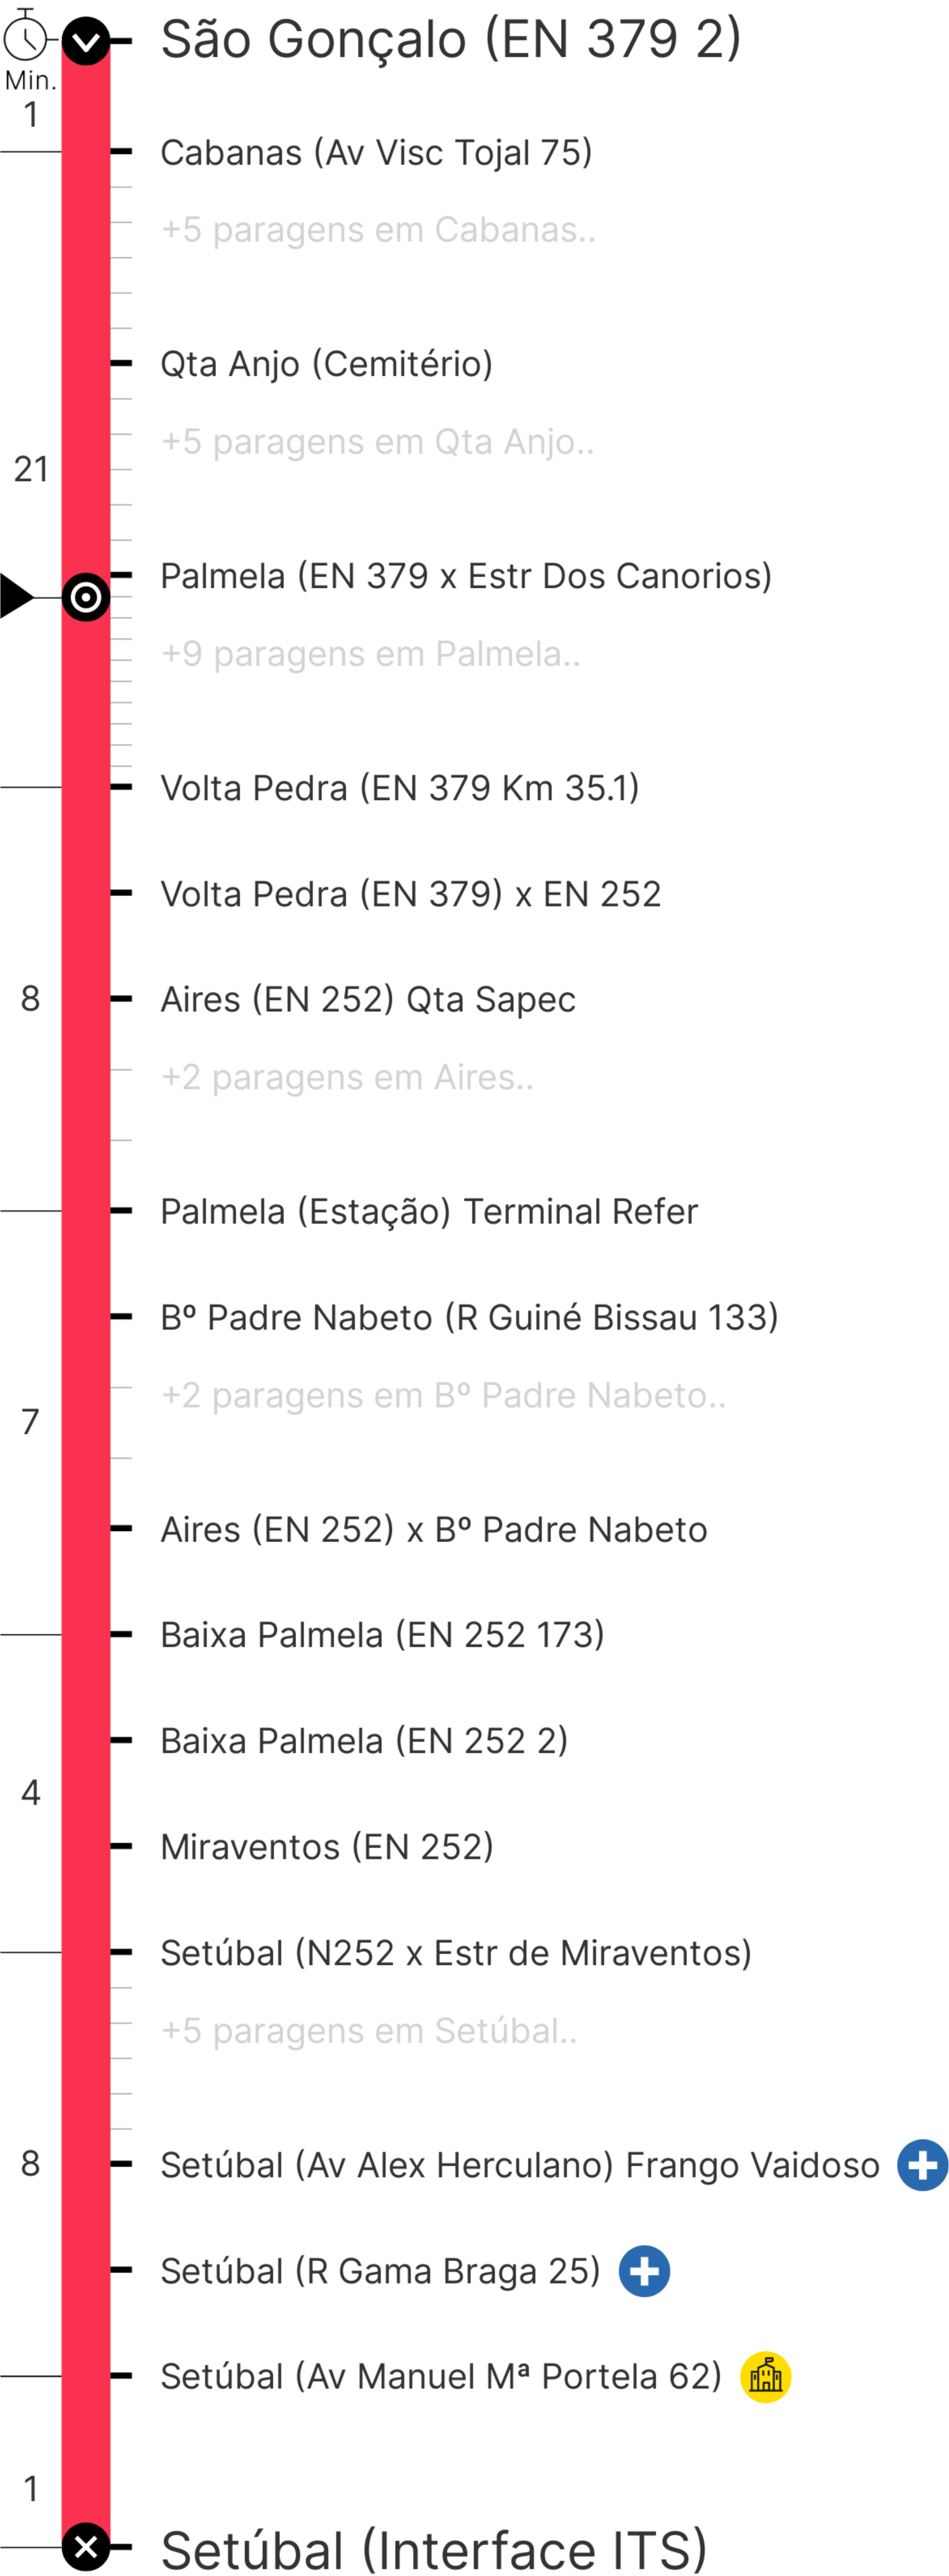 São Gonçalo (EN 379 2)
Min.
1
Cabanas (Av Visc Tojal 75)
+5 paragens em Cabanas..
Qta Anjo (Cemitério)
+5 paragens em Qta Anjo..
21
Palmela (EN 379 x Estr Dos Canorios)
+9 paragens em Palmela..
Volta Pedra (EN 379 Km 35.1)
Volta Pedra (EN 379) x EN 252
8
Aires (EN 252) Qta Sapec
+2 paragens em Aires..
Palmela (Estação) Terminal Refer
Bº Padre Nabeto (R Guiné Bissau 133)
+2 paragens em Bº Padre Nabeto..
7
Aires (EN 252) x Bº Padre Nabeto
Baixa Palmela (EN 252 173)
Baixa Palmela (EN 252 2)
4
Miraventos (EN 252)
Setúbal (N252 x Estr de Miraventos)
+5 paragens em Setúbal..
8
Setúbal (Av Alex Herculano) Frango Vaidoso
Setúbal (R Gama Braga 25)
Setúbal (Av Manuel Mª Portela 62)
1
Setúbal (Interface ITS)